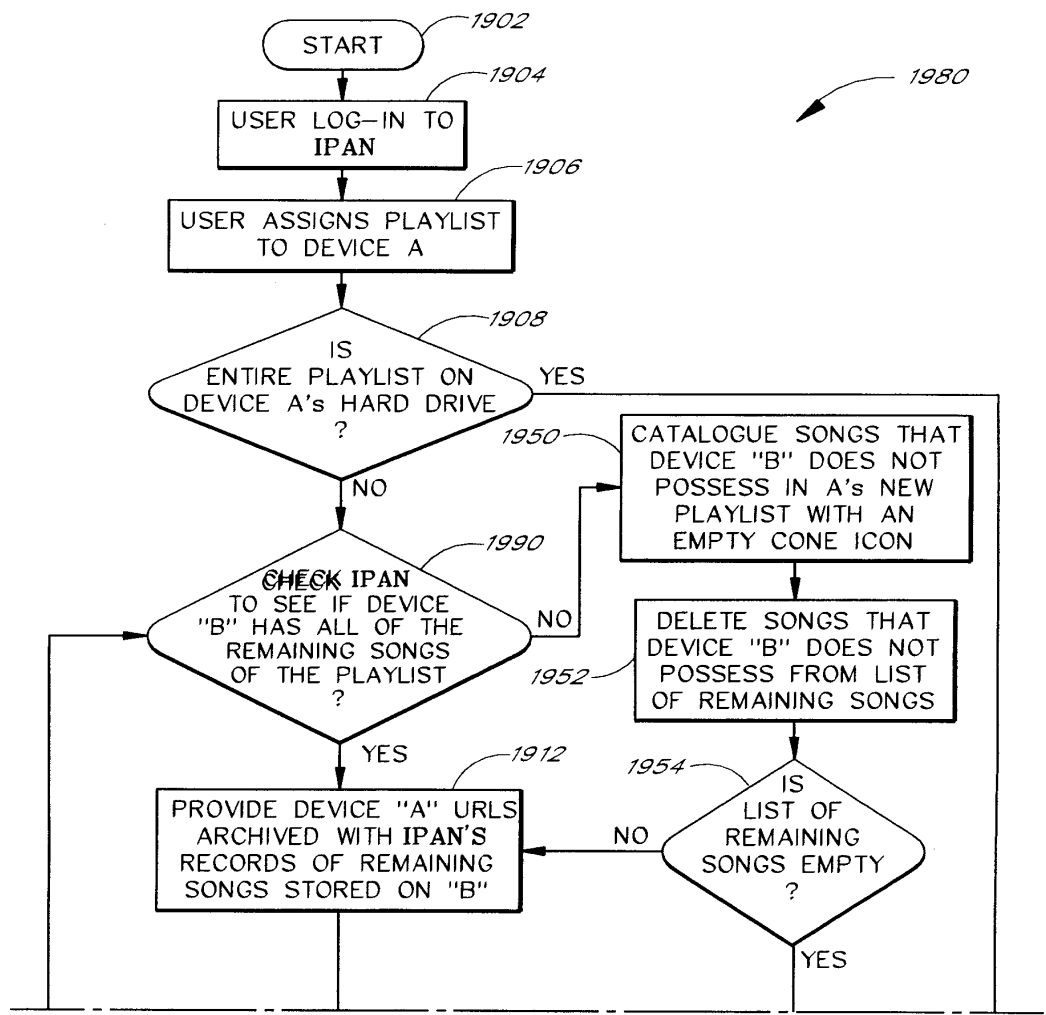 START
1902
1904
USER LOG-IN TO
IPAN
1906
USER ASSIGNS PLAYLIST
TO DEVICE A
1980
1908
IS
ENTIRE PLAYLIST ON
DEVICE A's HARD DRIVE
?
YES
NO
1990
CHECK IPAN
TO SEE IF DEVICE
"B" HAS ALL OF THE
REMAINING SONGS
OF THE PLAYLIST
?
NO
YES
1950
CATALOGUE SONGS THAT
DEVICE "B" DOES NOT
POSSESS IN A's NEW
PLAYLIST WITH AN
EMPTY CONE ICON
1952
DELETE SONGS THAT
DEVICE "B" DOES NOT
POSSESS FROM LIST
OF REMAINING SONGS
1954
IS
LIST OF
REMAINING
SONGS EMPTY
?
NO
YES
1912
PROVIDE DEVICE "A" URLS
ARCHIVED WITH IPAN'S
RECORDS OF REMAINING
SONGS STORED ON "B"